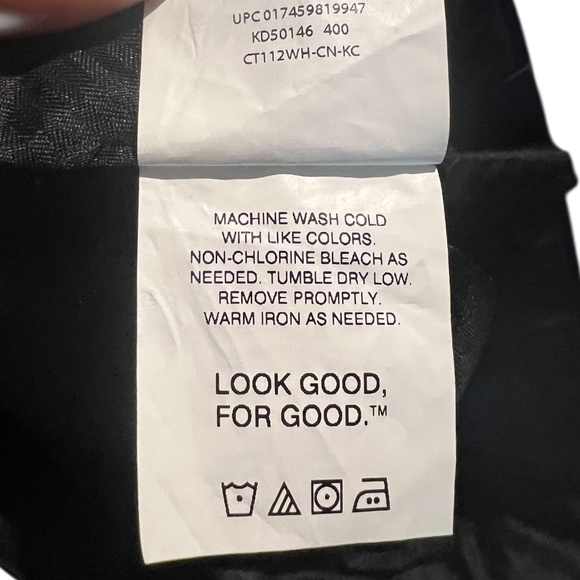 UPC 017459819947
KD50146 400
CT112WH-CN-KC
MACHINE WASH COLD
WITH LIKE COLORS.
NON-CHLORINE BLEACH AS
NEEDED. TUMBLE DRY LOW.
REMOVE PROMPTLY.
WARM IRON AS NEEDED.
LOOK GOOD,
FOR GOOD.™